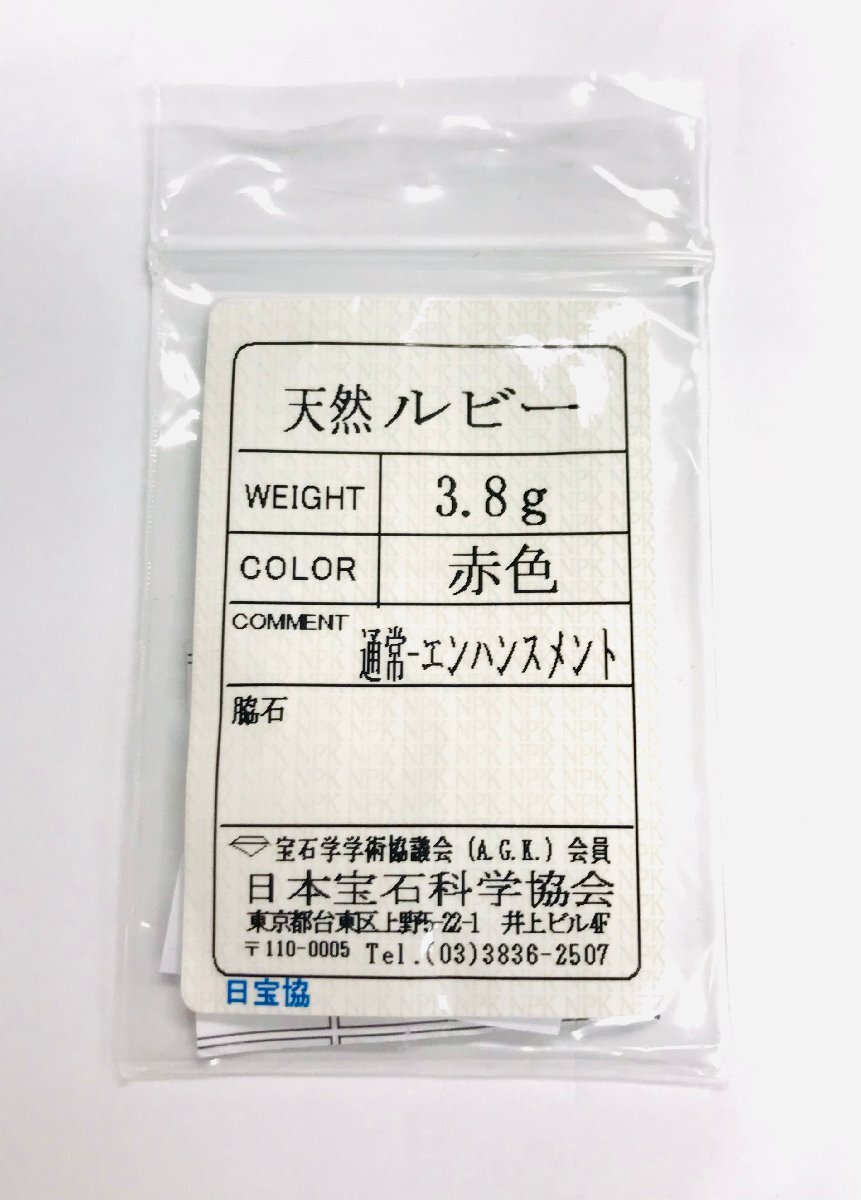 天然ルビー
WEIGHT 3.8g
COLOR 赤色
COMMENT 通常-エンハンスメント
脇石
宝石学学術協議会 (A.G.K.) 会員
日本宝石科学協会
東京都台東区上野5-22-1 井上ビル4F
〒110-0005 Tel.(03)3836-2507
日宝協